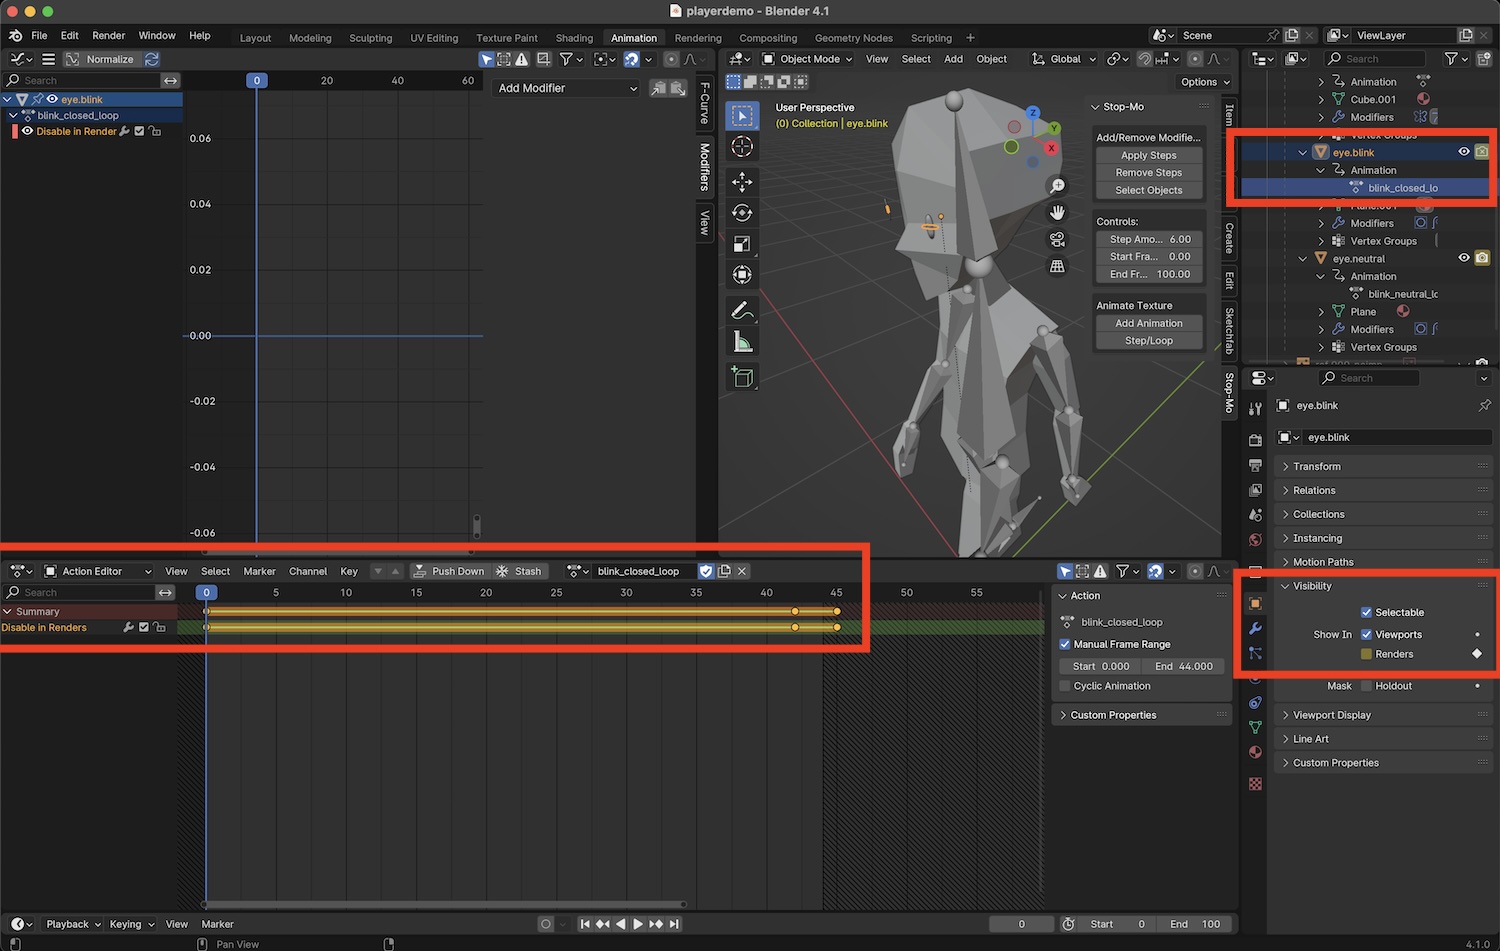 playerdemo - Blender 4.1
File Edit Render Window Help
Layout Modeling Sculpting UV Editing Texture Paint Shading Animation Rendering Compositing Geometry Nodes Scripting +
Scene
ViewLayer
Normalize
Search
0 20 40 60
eye.blink
blink_closed_loop
Disable in Render
0.06
0.04
0.02
0.00
-0.02
-0.04
-0.06
Add Modifier
F-Curve
Modifiers
View
Object Mode
View Select Add Object
Global
Options
User Perspective
(0) Collection | eye.blink
Z
Y
X
Stop-Mo
Add/Remove Modifie...
Apply Steps
Remove Steps
Select Objects
Controls:
Step Amo... 6.00
Start Fra... 0.00
End Fr... 100.00
Animate Texture
Add Animation
Step/Loop
Item
Create
Edit
Sketchfab
Stop-Mo
Search
Animation
Cube.001
Modifiers
Vertex Groups
eye.blink
Animation
blink_closed_lo
Plane.001
Modifiers
Vertex Groups
eye.neutral
Animation
blink_neutral_lc
Plane
Modifiers
Vertex Groups
Search
eye.blink
eye.blink
Transform
Relations
Collections
Instancing
Motion Paths
Visibility
Selectable
Show In Viewports
Renders
Mask Holdout
Viewport Display
Line Art
Custom Properties
Action Editor
View Select Marker Channel Key
Push Down
Stash
blink_closed_loop
Search
0 5 10 15 20 25 30 35 40 45 50 55
Summary
Disable in Renders
Action
blink_closed_loop
Manual Frame Range
Start 0.000 End 44.000
Cyclic Animation
Custom Properties
Playback Keying View Marker
0
Start 0 End 100
Pan View
4.1.0